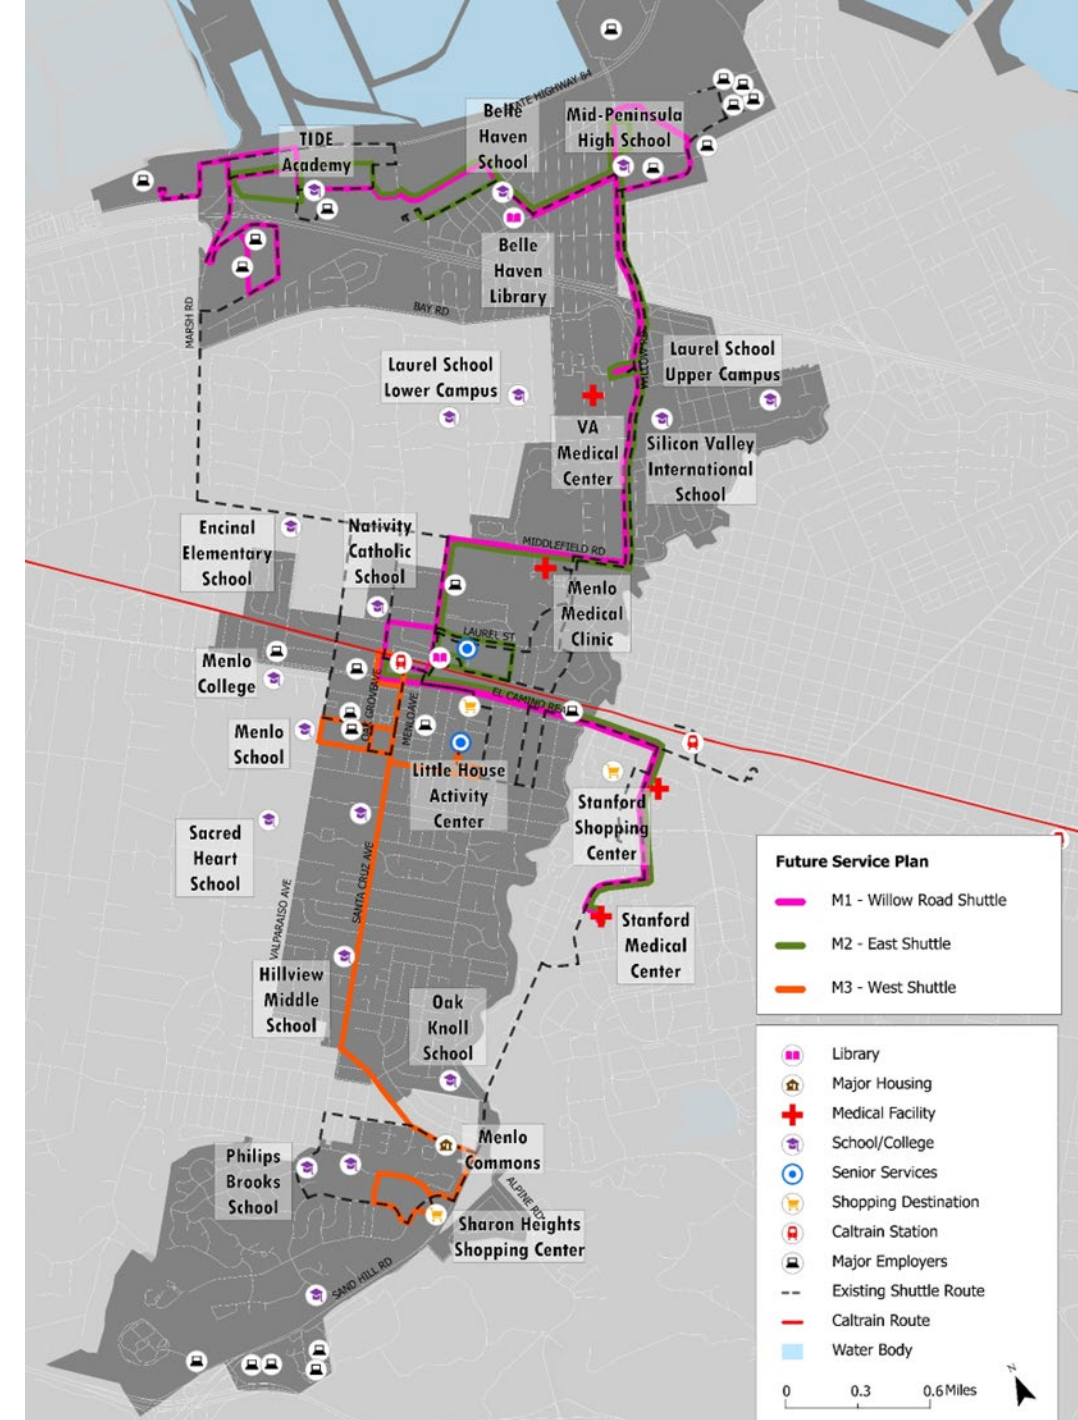 STATE HIGHWAY 84
Belle
Haven
School
Mid-Peninsula
High School
TIDE
Academy
Belle
Haven
Library
BAY RD
MARSH RD
Laurel School
Lower Campus
WILLOW RD
Laurel School
Upper Campus
VA
Medical
Center
Silicon Valley
International
School
Encinal
Elementary
School
Nativity
Catholic
School
MIDDLEFIELD RD
Menlo
Medical
Clinic
LAUREL ST
Menlo
College
EL CAMINO REAL
OAK GROVE AVE
MENLO AVE
Menlo
School
Little House
Activity
Center
Stanford
Shopping
Center
Sacred
Heart
School
SANTA CRUZ AVE
VALPARAISO AVE
Stanford
Medical
Center
Hillview
Middle
School
Oak
Knoll
School
Menlo
Commons
Philips
Brooks
School
ALPINE RD
Sharon Heights
Shopping Center
SAND HILL RD
Future Service Plan
M1 - Willow Road Shuttle
M2 - East Shuttle
M3 - West Shuttle
Library
Major Housing
Medical Facility
School/College
Senior Services
Shopping Destination
Caltrain Station
Major Employers
Existing Shuttle Route
Caltrain Route
Water Body
N
0 0.3 0.6 Miles